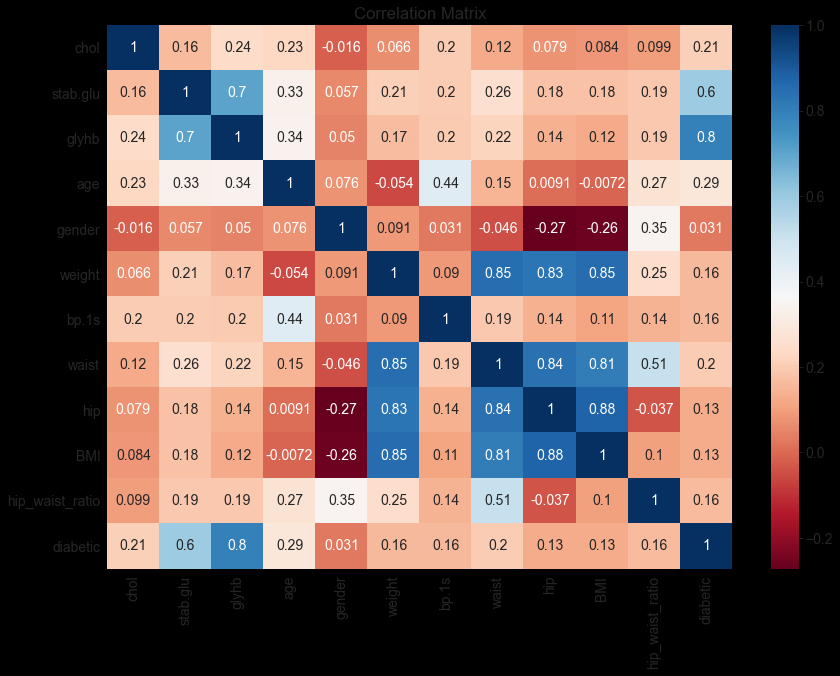 Correlation Matrix
chol 1 0.16 0.24 0.23 -0.016 0.066 0.2 0.12 0.079 0.084 0.099 0.21
stab.glu 0.16 1 0.7 0.33 0.057 0.21 0.2 0.26 0.18 0.18 0.19 0.6
glyhb 0.24 0.7 1 0.34 0.05 0.17 0.2 0.22 0.14 0.12 0.19 0.8
age 0.23 0.33 0.34 1 0.076 -0.054 0.44 0.15 0.0091 -0.0072 0.27 0.29
gender -0.016 0.057 0.05 0.076 1 0.091 0.031 -0.046 -0.27 -0.26 0.35 0.031
weight 0.066 0.21 0.17 -0.054 0.091 1 0.09 0.85 0.83 0.85 0.25 0.16
bp.1s 0.2 0.2 0.2 0.44 0.031 0.09 1 0.19 0.14 0.11 0.14 0.16
waist 0.12 0.26 0.22 0.15 -0.046 0.85 0.19 1 0.84 0.81 0.51 0.2
hip 0.079 0.18 0.14 0.0091 -0.27 0.83 0.14 0.84 1 0.88 -0.037 0.13
BMI 0.084 0.18 0.12 -0.0072 -0.26 0.85 0.11 0.81 0.88 1 0.1 0.13
hip_waist_ratio 0.099 0.19 0.19 0.27 0.35 0.25 0.14 0.51 -0.037 0.1 1 0.16
diabetic 0.21 0.6 0.8 0.29 0.031 0.16 0.16 0.2 0.13 0.13 0.16 1
chol stab.glu glyhb age gender weight bp.1s waist hip BMI hip_waist_ratio diabetic
1.0
0.8
0.6
0.4
0.2
0.0
−0.2